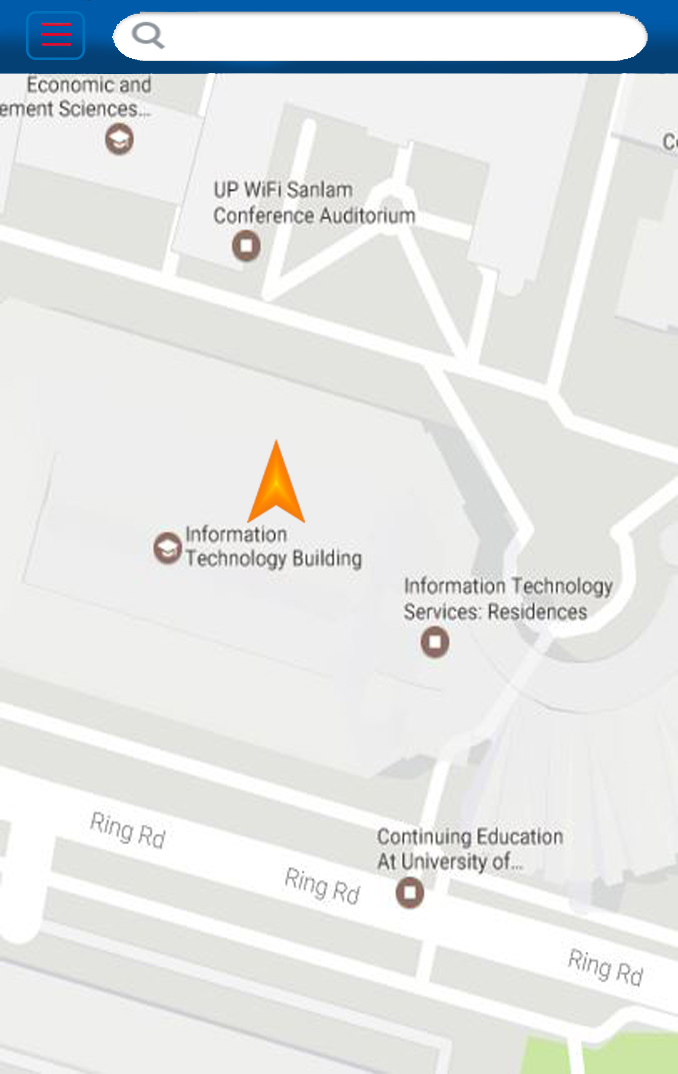 Economic and
ement Sciences...
UP WiFi Sanlam
Conference Auditorium
Information
Technology Building
Information Technology
Services: Residences
Ring Rd
Continuing Education
At University of...
Ring Rd
Ring Rd